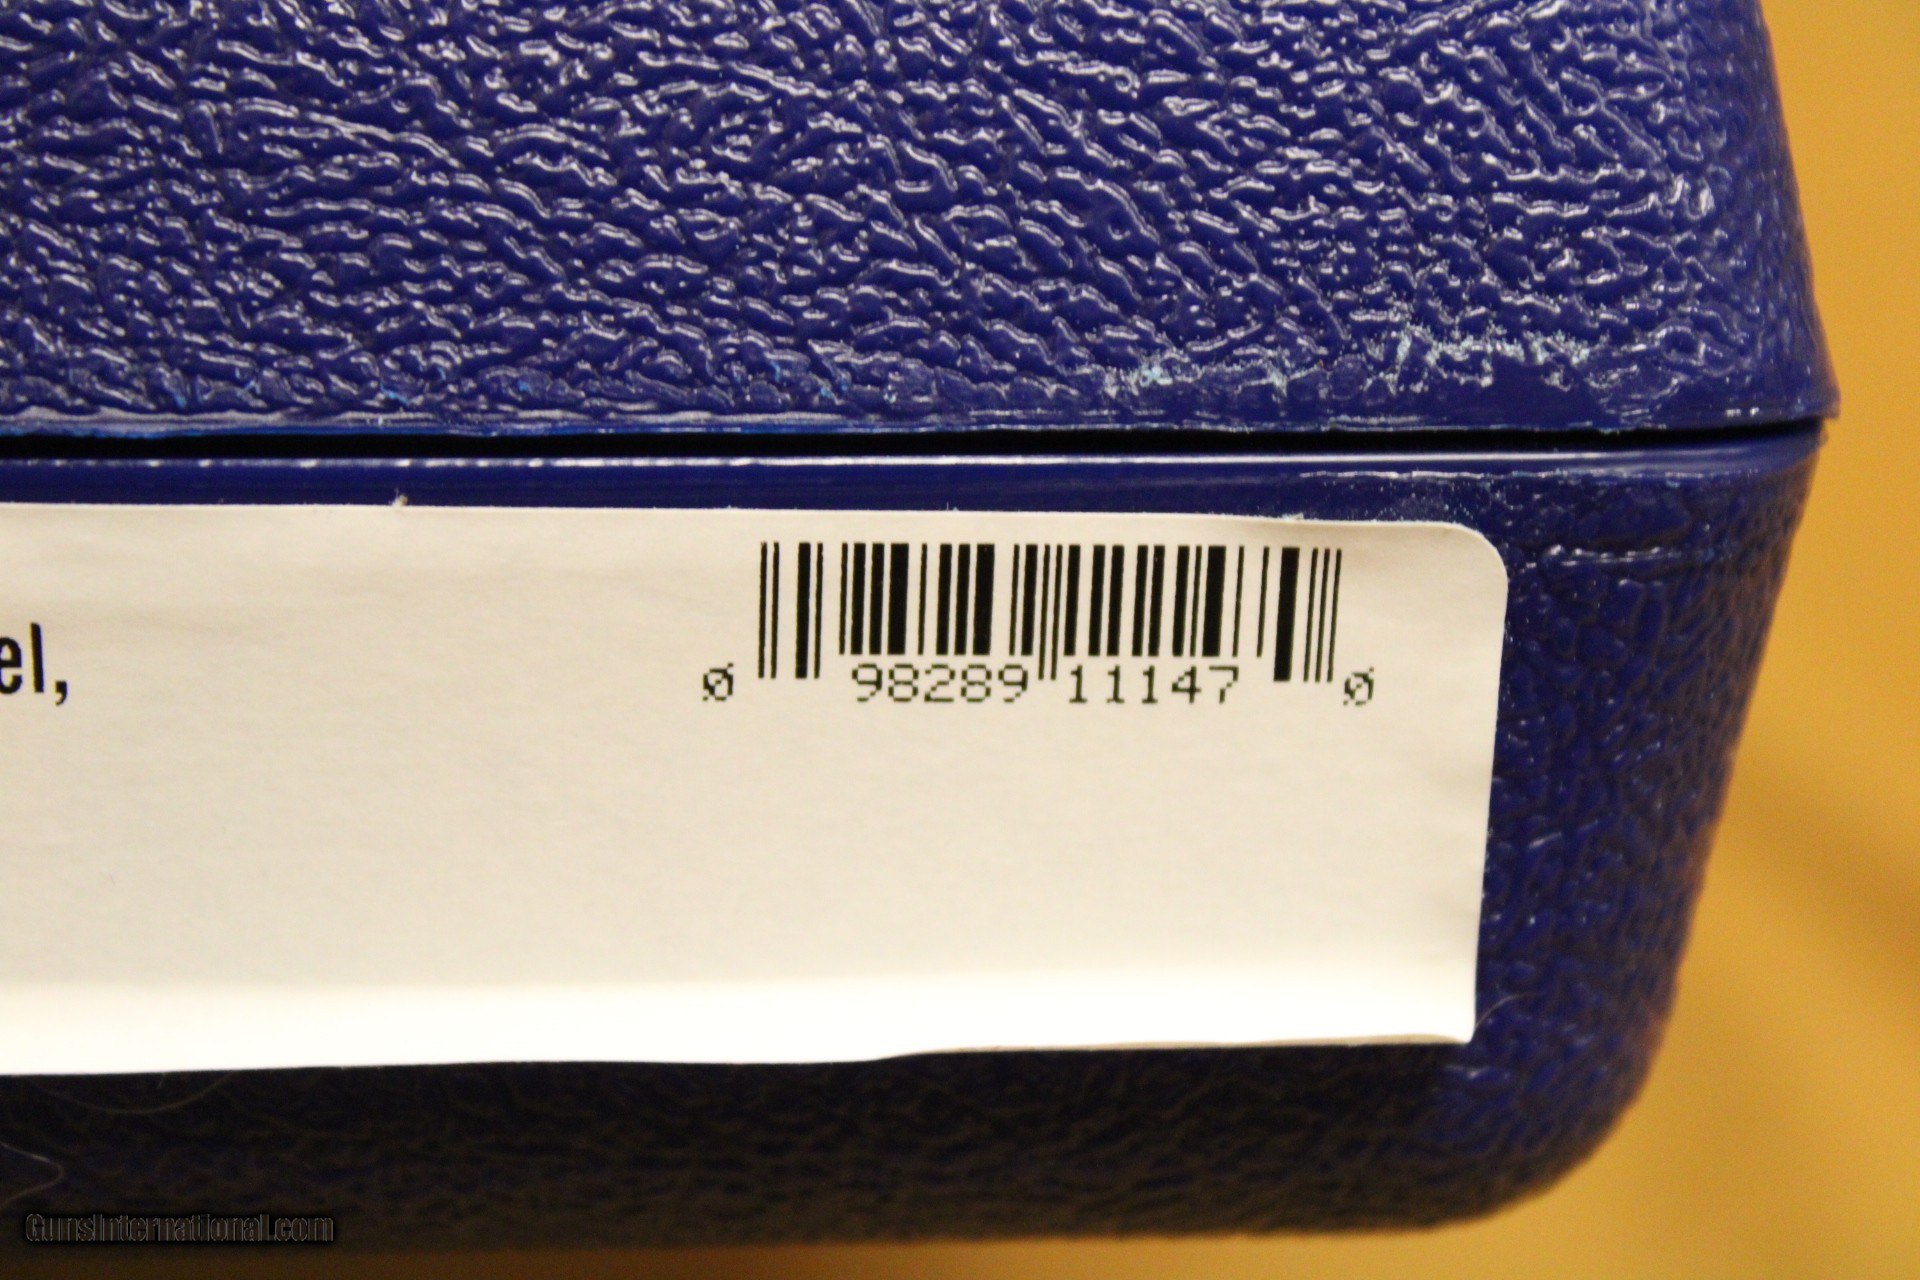 el,
0 98289 11147 0
GunsInternational.com